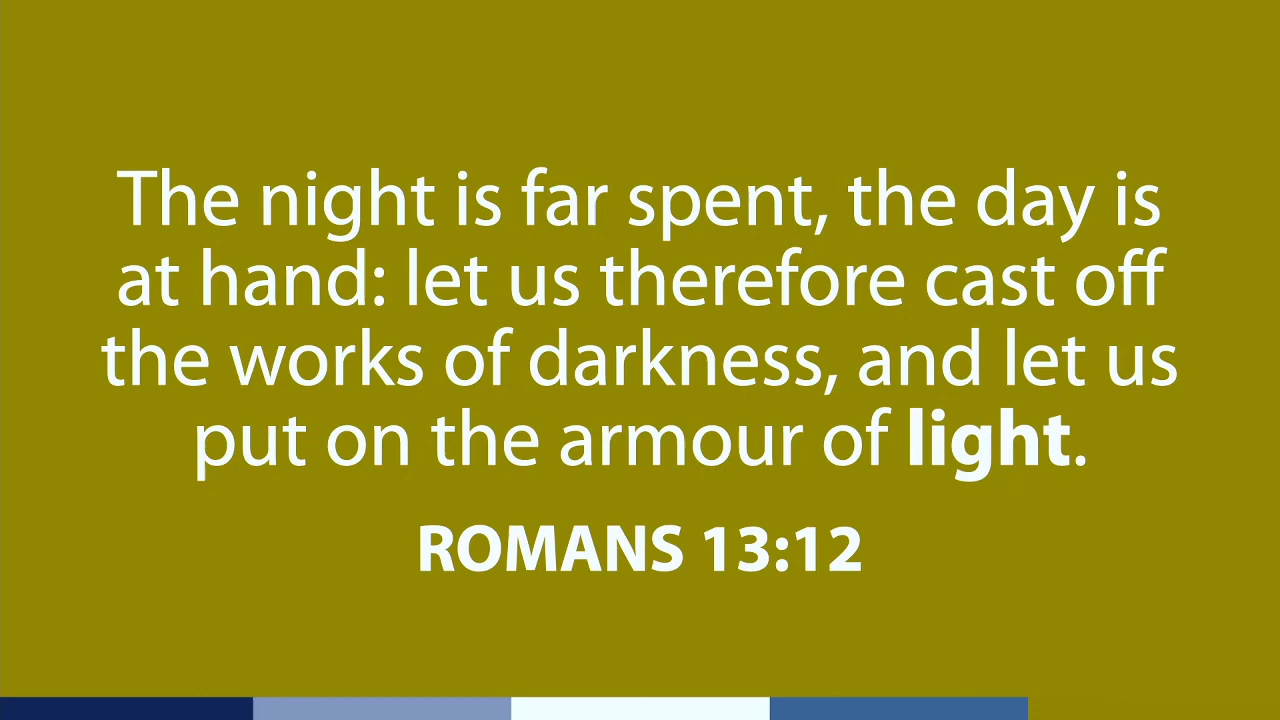 The night is far spent, the day is
at hand: let us therefore cast off
the works of darkness, and let us
put on the armour of light.
ROMANS 13:12